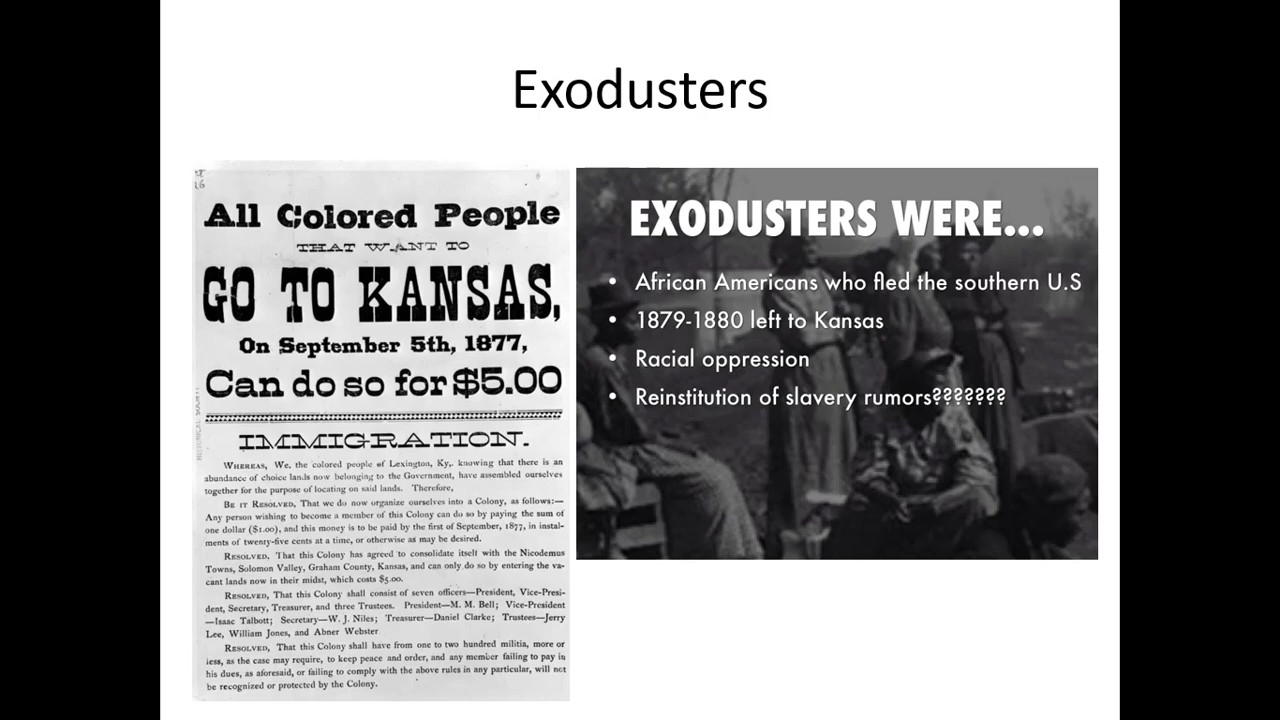 Exodusters
All Colored People
THAT WANT TO
GO TO KANSAS,
On September 5th, 1877,
Can do so for $5.00
IMMIGRATION.
WHEREAS, We, the colored people of Lexington, Ky,. knowing that there is an
abundance of choice lands now belonging to the Government, have assembled ourselves
together for the purpose of locating on said lands. Therefore,
BE IT RESOLVED, That we do now organize ourselves into a Colony, as follows:—
Any person wishing to become a member of this Colony can do so by paying the sum of
one dollar ($1.00), and this money is to be paid by the first of September, 1877, in instal-
ments of twenty-five cents at a time, or otherwise as may be desired.
RESOLVED, That this Colony has agreed to consolidate itself with the Nicodemus
Towns, Solomon Valley, Graham County, Kansas, and can only do so by entering the va-
cant lands now in their midst, which costs $5.00.
RESOLVED, That this Colony shall consist of seven officers—President, Vice-Presi-
dent, Secretary, Treasurer, and three Trustees. President—M. M. Bell; Vice-President
—Isaac Talbott; Secretary—W. J. Niles; Treasurer—Daniel Clarke; Trustees—Jerry
Lee, William Jones, and Abner Webster
RESOLVED, That this Colony shall have from one to two hundred militia, more or
less, as the case may require, to keep peace and order, and any member failing to pay in
his dues, as aforesaid, or failing to comply with the above rules in any particular, will not
be recognized or protected by the Colony.
EXODUSTERS WERE...
• African Americans who fled the southern U.S
• 1879-1880 left to Kansas
• Racial oppression
• Reinstitution of slavery rumors???????